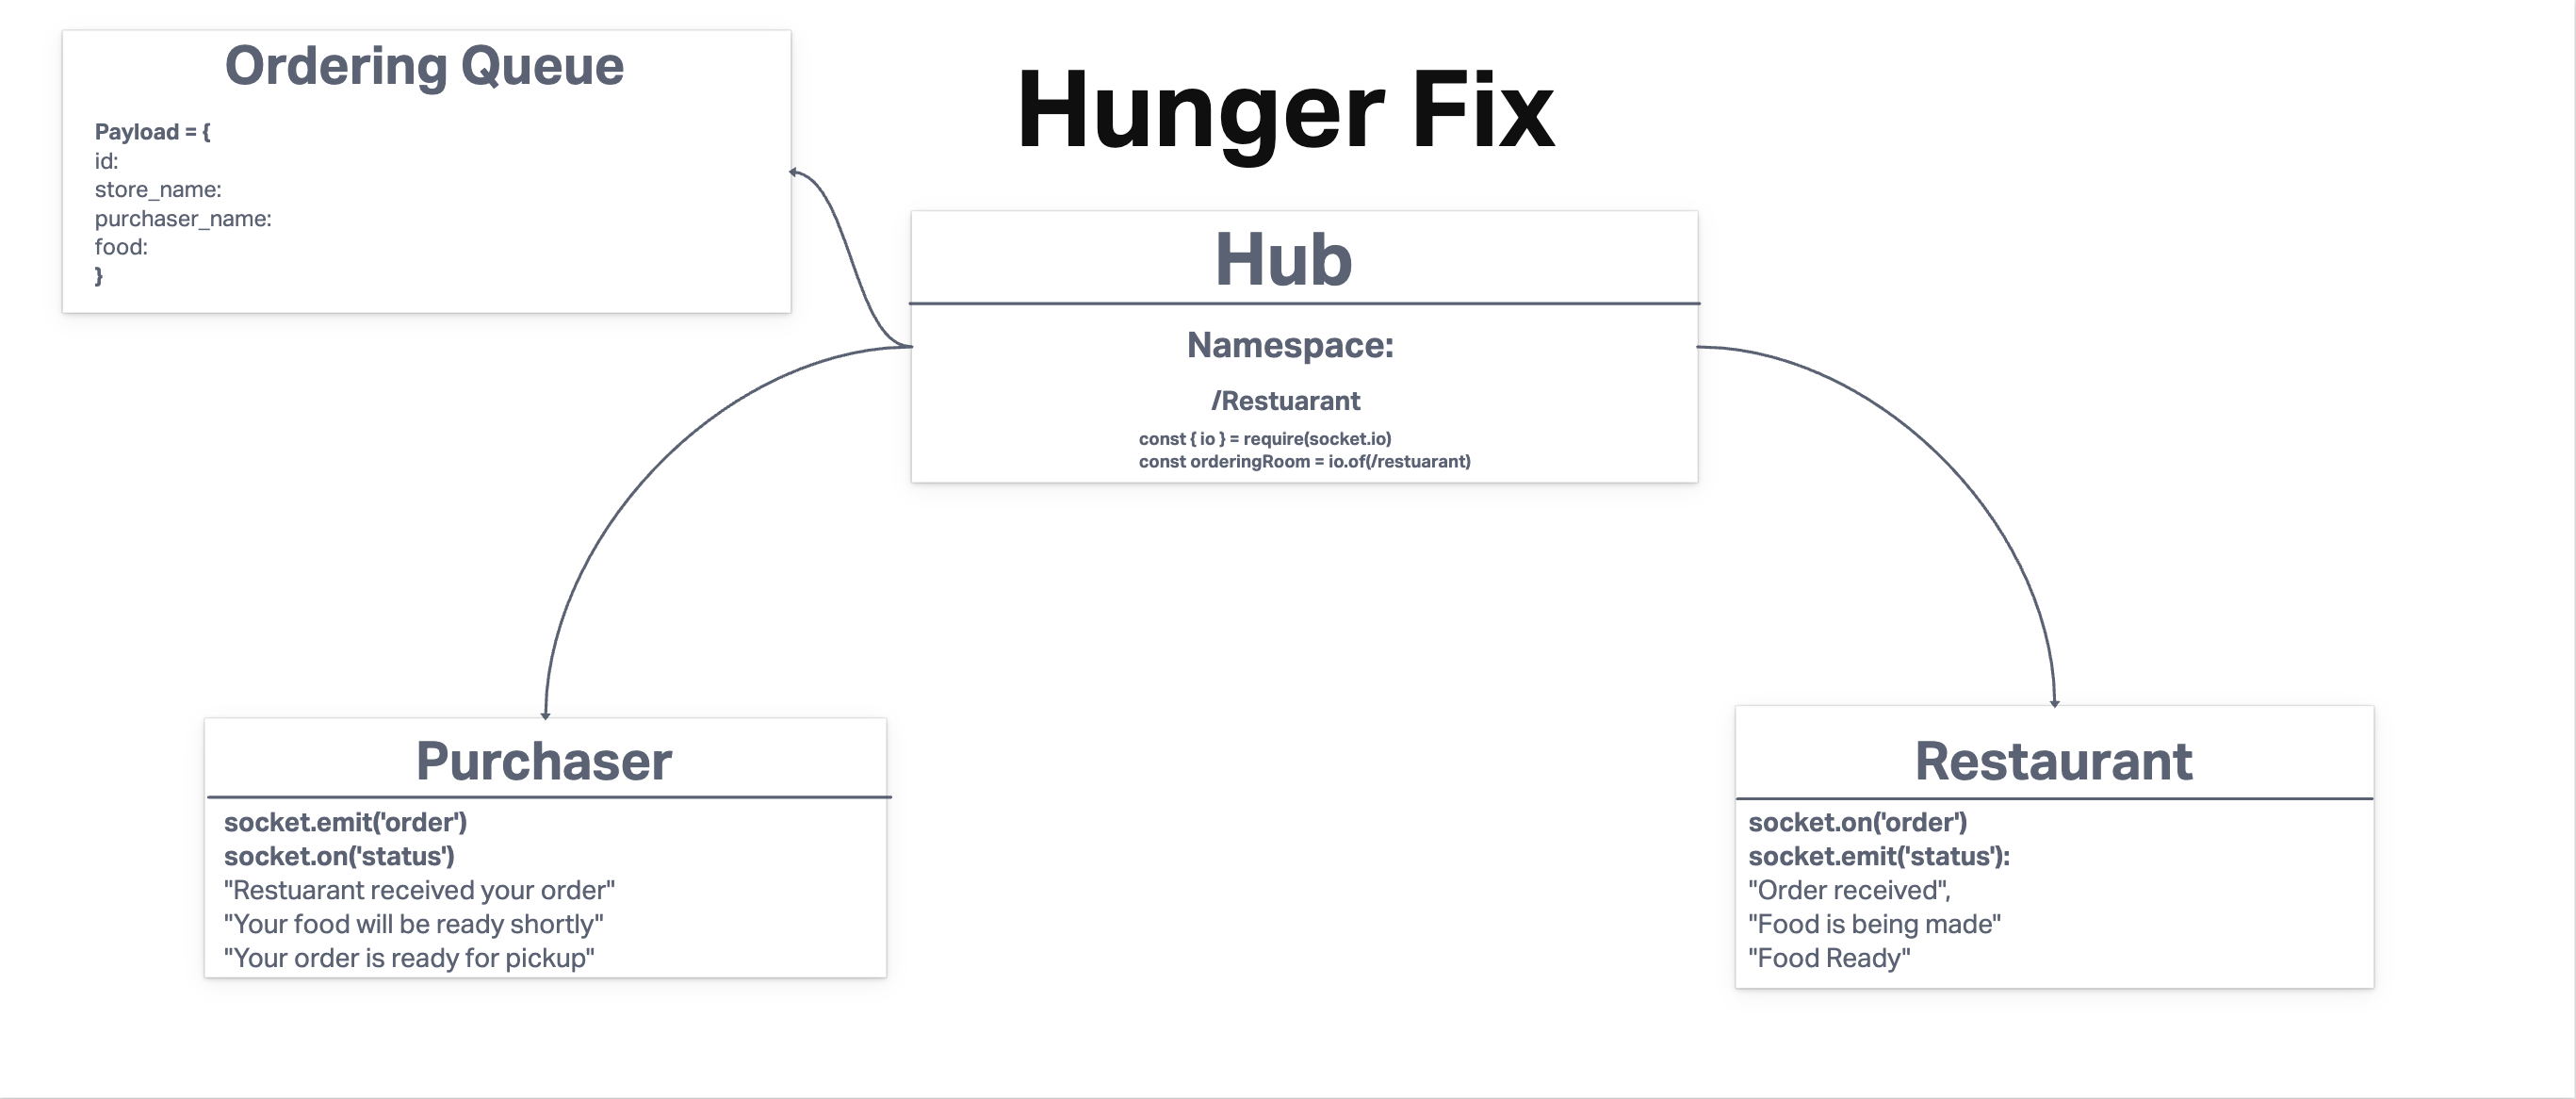 Ordering Queue
Payload = {
id:
store_name:
purchaser_name:
food:
}
Hunger Fix
Hub
Namespace:
/Restuarant
const { io } = require(socket.io)
const orderingRoom = io.of(/restuarant)
Purchaser
socket.emit('order')
socket.on('status')
"Restuarant received your order"
"Your food will be ready shortly"
"Your order is ready for pickup"
Restaurant
socket.on('order')
socket.emit('status'):
"Order received",
"Food is being made"
"Food Ready"